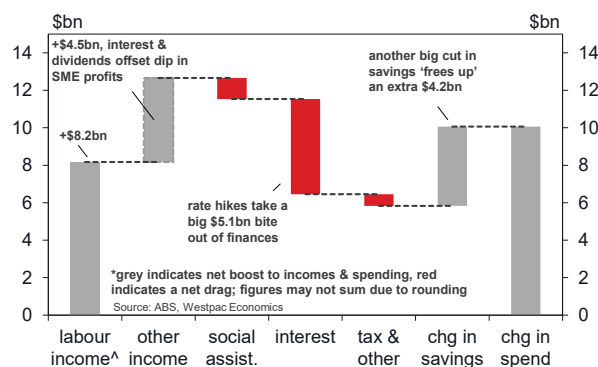 $bn
$bn
14
12
10
8
6
4
2
0
14
12
10
8
6
4
2
0
+$4.5bn, interest &
dividends offset dip in
SME profits
another big cut in
savings ‘frees up’
an extra $4.2bn
+$8.2bn
rate hikes take a
big $5.1bn bite
out of finances
*grey indicates net boost to incomes & spending, red
indicates a net drag; figures may not sum due to rounding
Source: ABS, Westpac Economics
labour
income^
other
income
social
assist.
interest
tax &
other
chg in
savings
chg in
spend